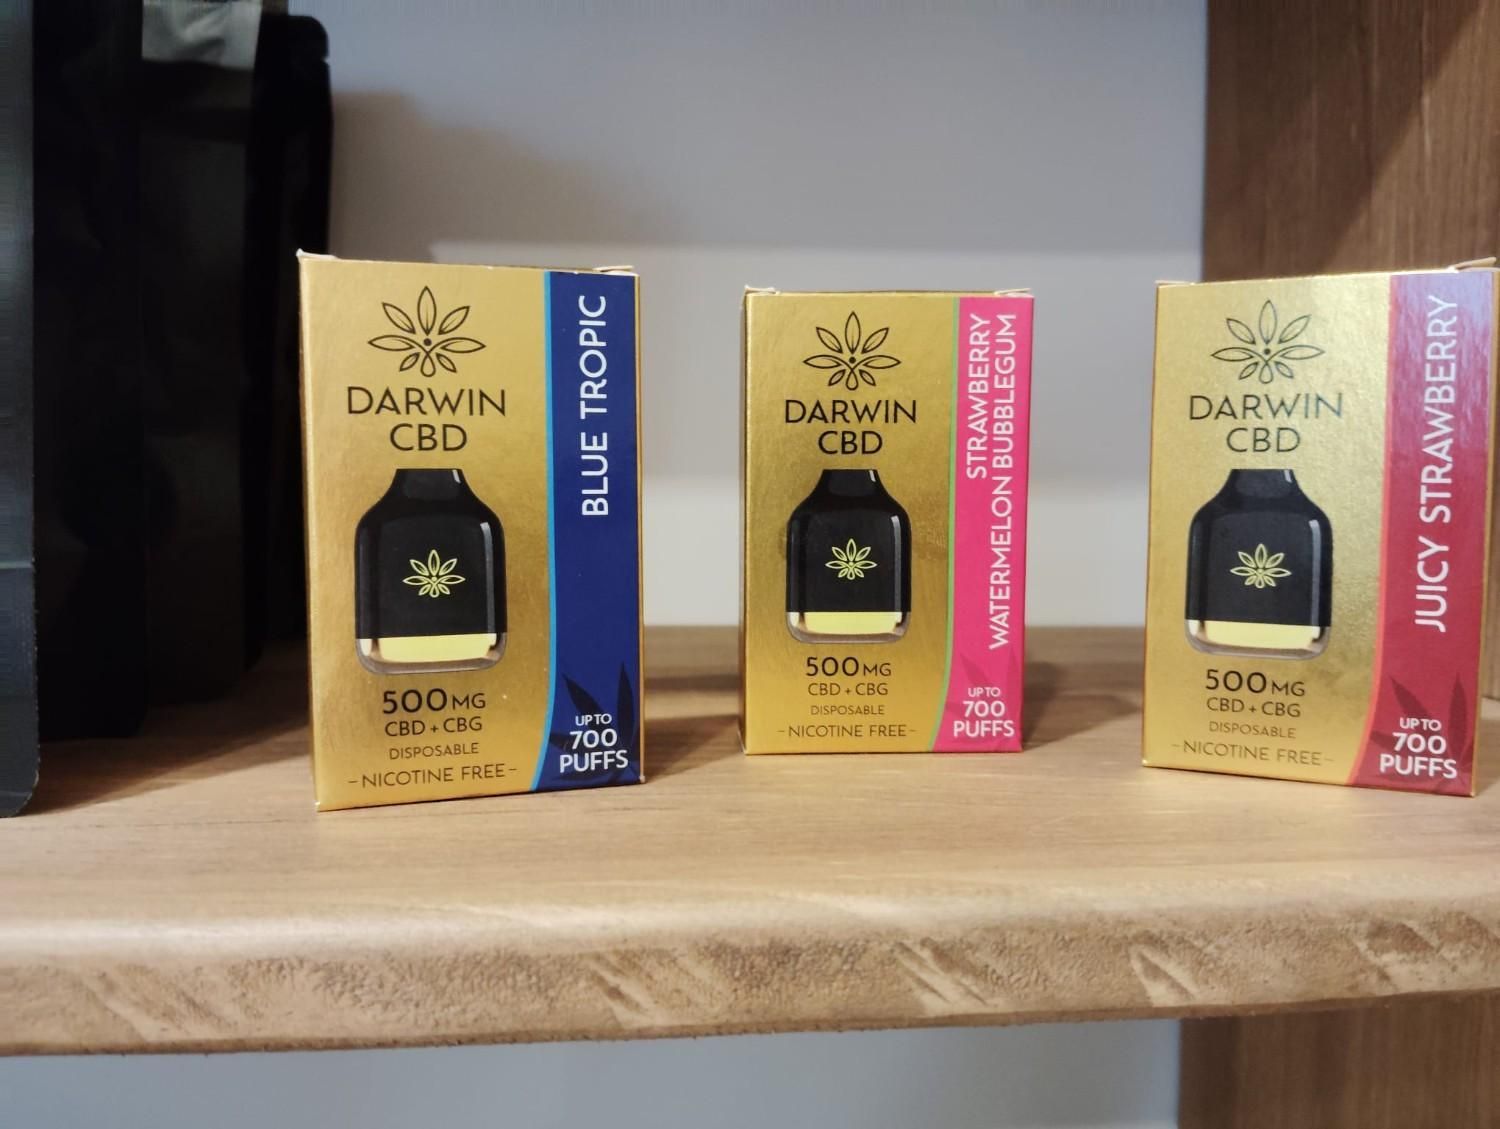 DARWIN
CBD
500MG
CBD + CBG
DISPOSABLE
-NICOTINE FREE-
BLUE TROPIC
UP TO
700
PUFFS
DARWIN
CBD
500MG
CBD + CBG
DISPOSABLE
-NICOTINE FREE-
STRAWBERRY
WATERMELON BUBBLEGUM
UP TO
700
PUFFS
DARWIN
CBD
500MG
CBD + CBG
DISPOSABLE
-NICOTINE FREE-
JUICY STRAWBERRY
UP TO
700
PUFFS